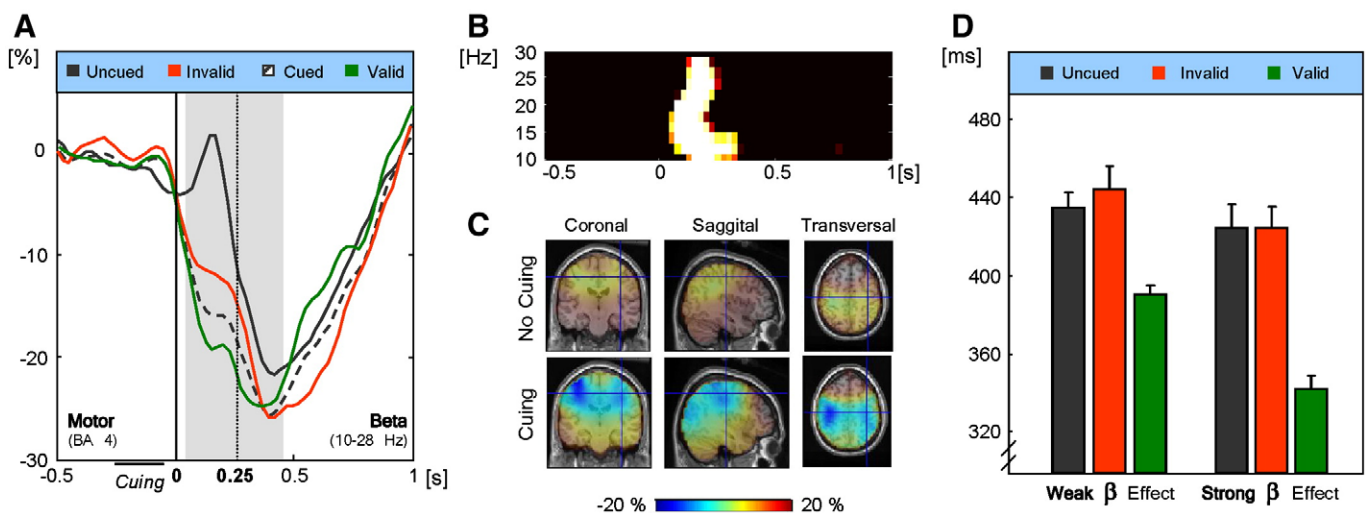 A
[%]
Uncued Invalid Cued Valid
0
-10
-20
-30
Motor
(BA 4)
Beta
(10-28 Hz)
-0.5 0 0.25 0.5 1 [s]
Cuing
B
[Hz]
30
25
20
15
10
-0.5 0 0.5 1 [s]
C
Coronal Saggital Transversal
No Cuing
Cuing
-20 % 20 %
D
[ms]
Uncued Invalid Valid
480
440
400
360
320
Weak β Effect Strong β Effect